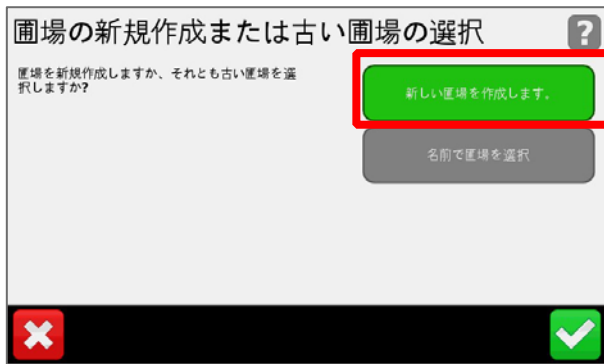 圃場の新規作成または古い圃場の選択
?
圃場を新規作成しますか、それとも古い圃場を選
択しますか?
新しい圃場を作成します。
名前で圃場を選択